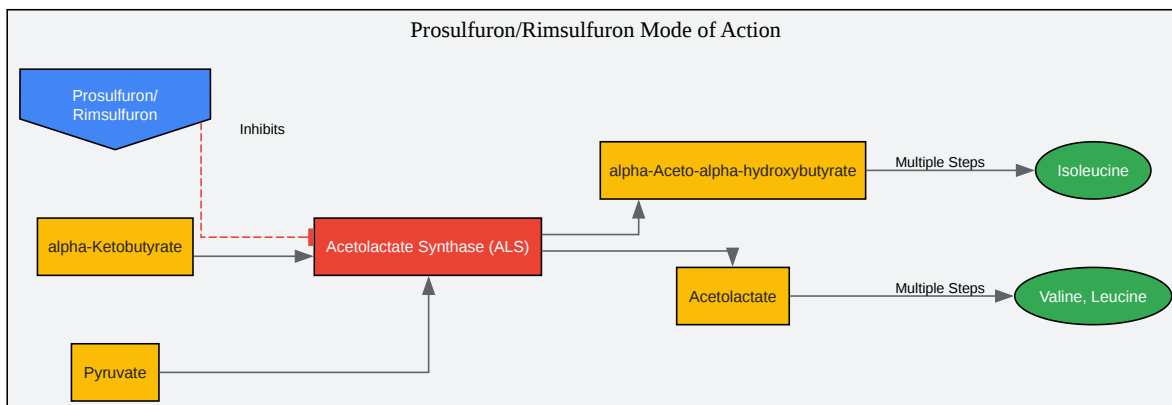 Prosulfuron/Rimsulfuron Mode of Action
Prosulfuron/
Rimsulfuron
Inhibits
alpha-Aceto-alpha-hydroxybutyrate
Multiple Steps
Isoleucine
alpha-Ketobutyrate
Acetolactate Synthase (ALS)
Acetolactate
Multiple Steps
Valine, Leucine
Pyruvate